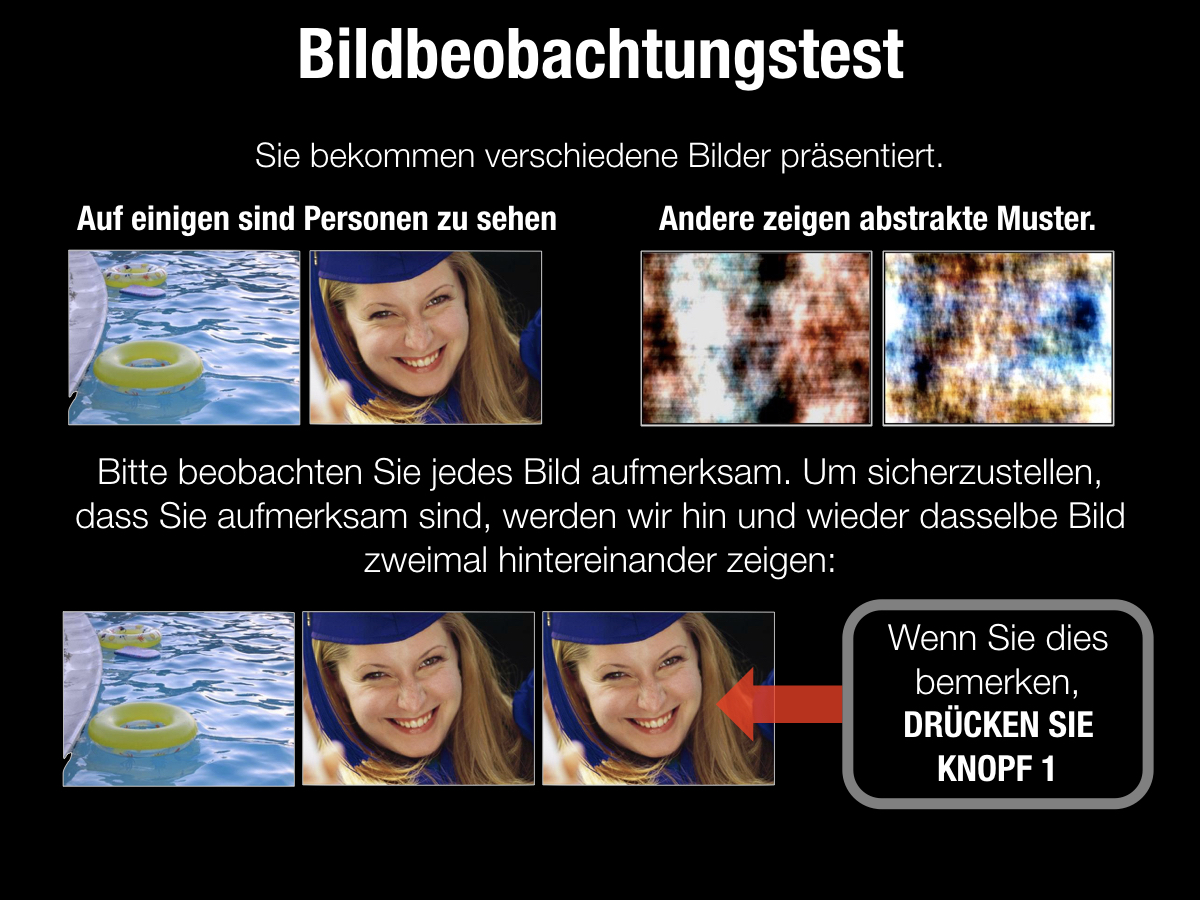 Bildbeobachtungstest
Sie bekommen verschiedene Bilder präsentiert.
Auf einigen sind Personen zu sehen
Andere zeigen abstrakte Muster.
Bitte beobachten Sie jedes Bild aufmerksam. Um sicherzustellen,
dass Sie aufmerksam sind, werden wir hin und wieder dasselbe Bild
zweimal hintereinander zeigen:
Wenn Sie dies
bemerken,
DRÜCKEN SIE
KNOPF 1